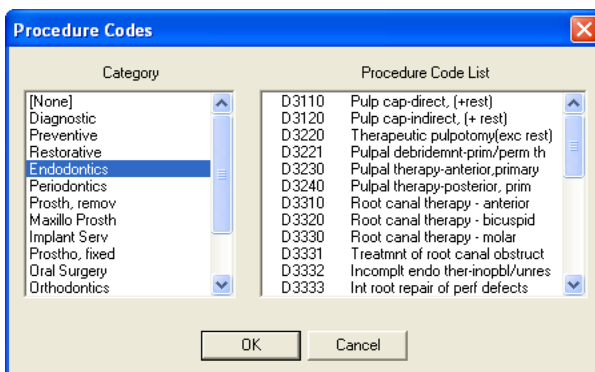 Procedure Codes
Category
[None]
Diagnostic
Preventive
Restorative
Endodontics
Periodontics
Prosth, remov
Maxillo Prosth
Implant Serv
Prostho, fixed
Oral Surgery
Orthodontics
Procedure Code List
D3110 Pulp cap-direct, (+rest)
D3120 Pulp cap-indirect, (+ rest)
D3220 Therapeutic pulpotomy(exc rest)
D3221 Pulpal debridemnt-prim/perm th
D3230 Pulpal therapy-anterior,primary
D3240 Pulpal therapy-posterior, prim
D3310 Root canal therapy - anterior
D3320 Root canal therapy - bicuspid
D3330 Root canal therapy - molar
D3331 Treatmnt of root canal obstruct
D3332 Incomplt endo ther-inopbl/unres
D3333 Int root repair of perf defects
OK Cancel